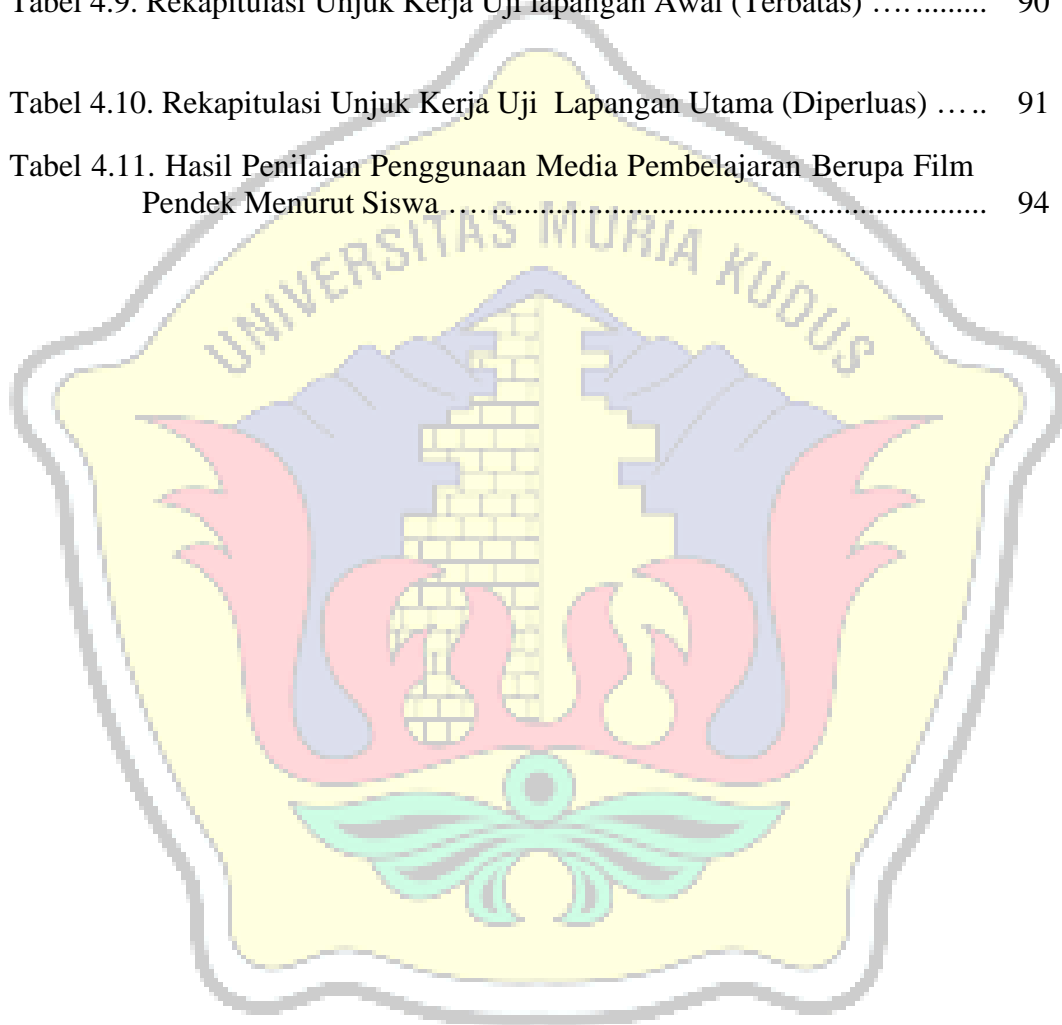 Tabel 4.9. Rekapitulasi Unjuk Kerja Uji lapangan Awal (Terbatas) ….......... 90
Tabel 4.10. Rekapitulasi Unjuk Kerja Uji Lapangan Utama (Diperluas) ….. 91
Tabel 4.11. Hasil Penilaian Penggunaan Media Pembelajaran Berupa Film
Pendek Menurut Siswa ….................................................................. 94
UNIVERSITAS MURIA KUDUS